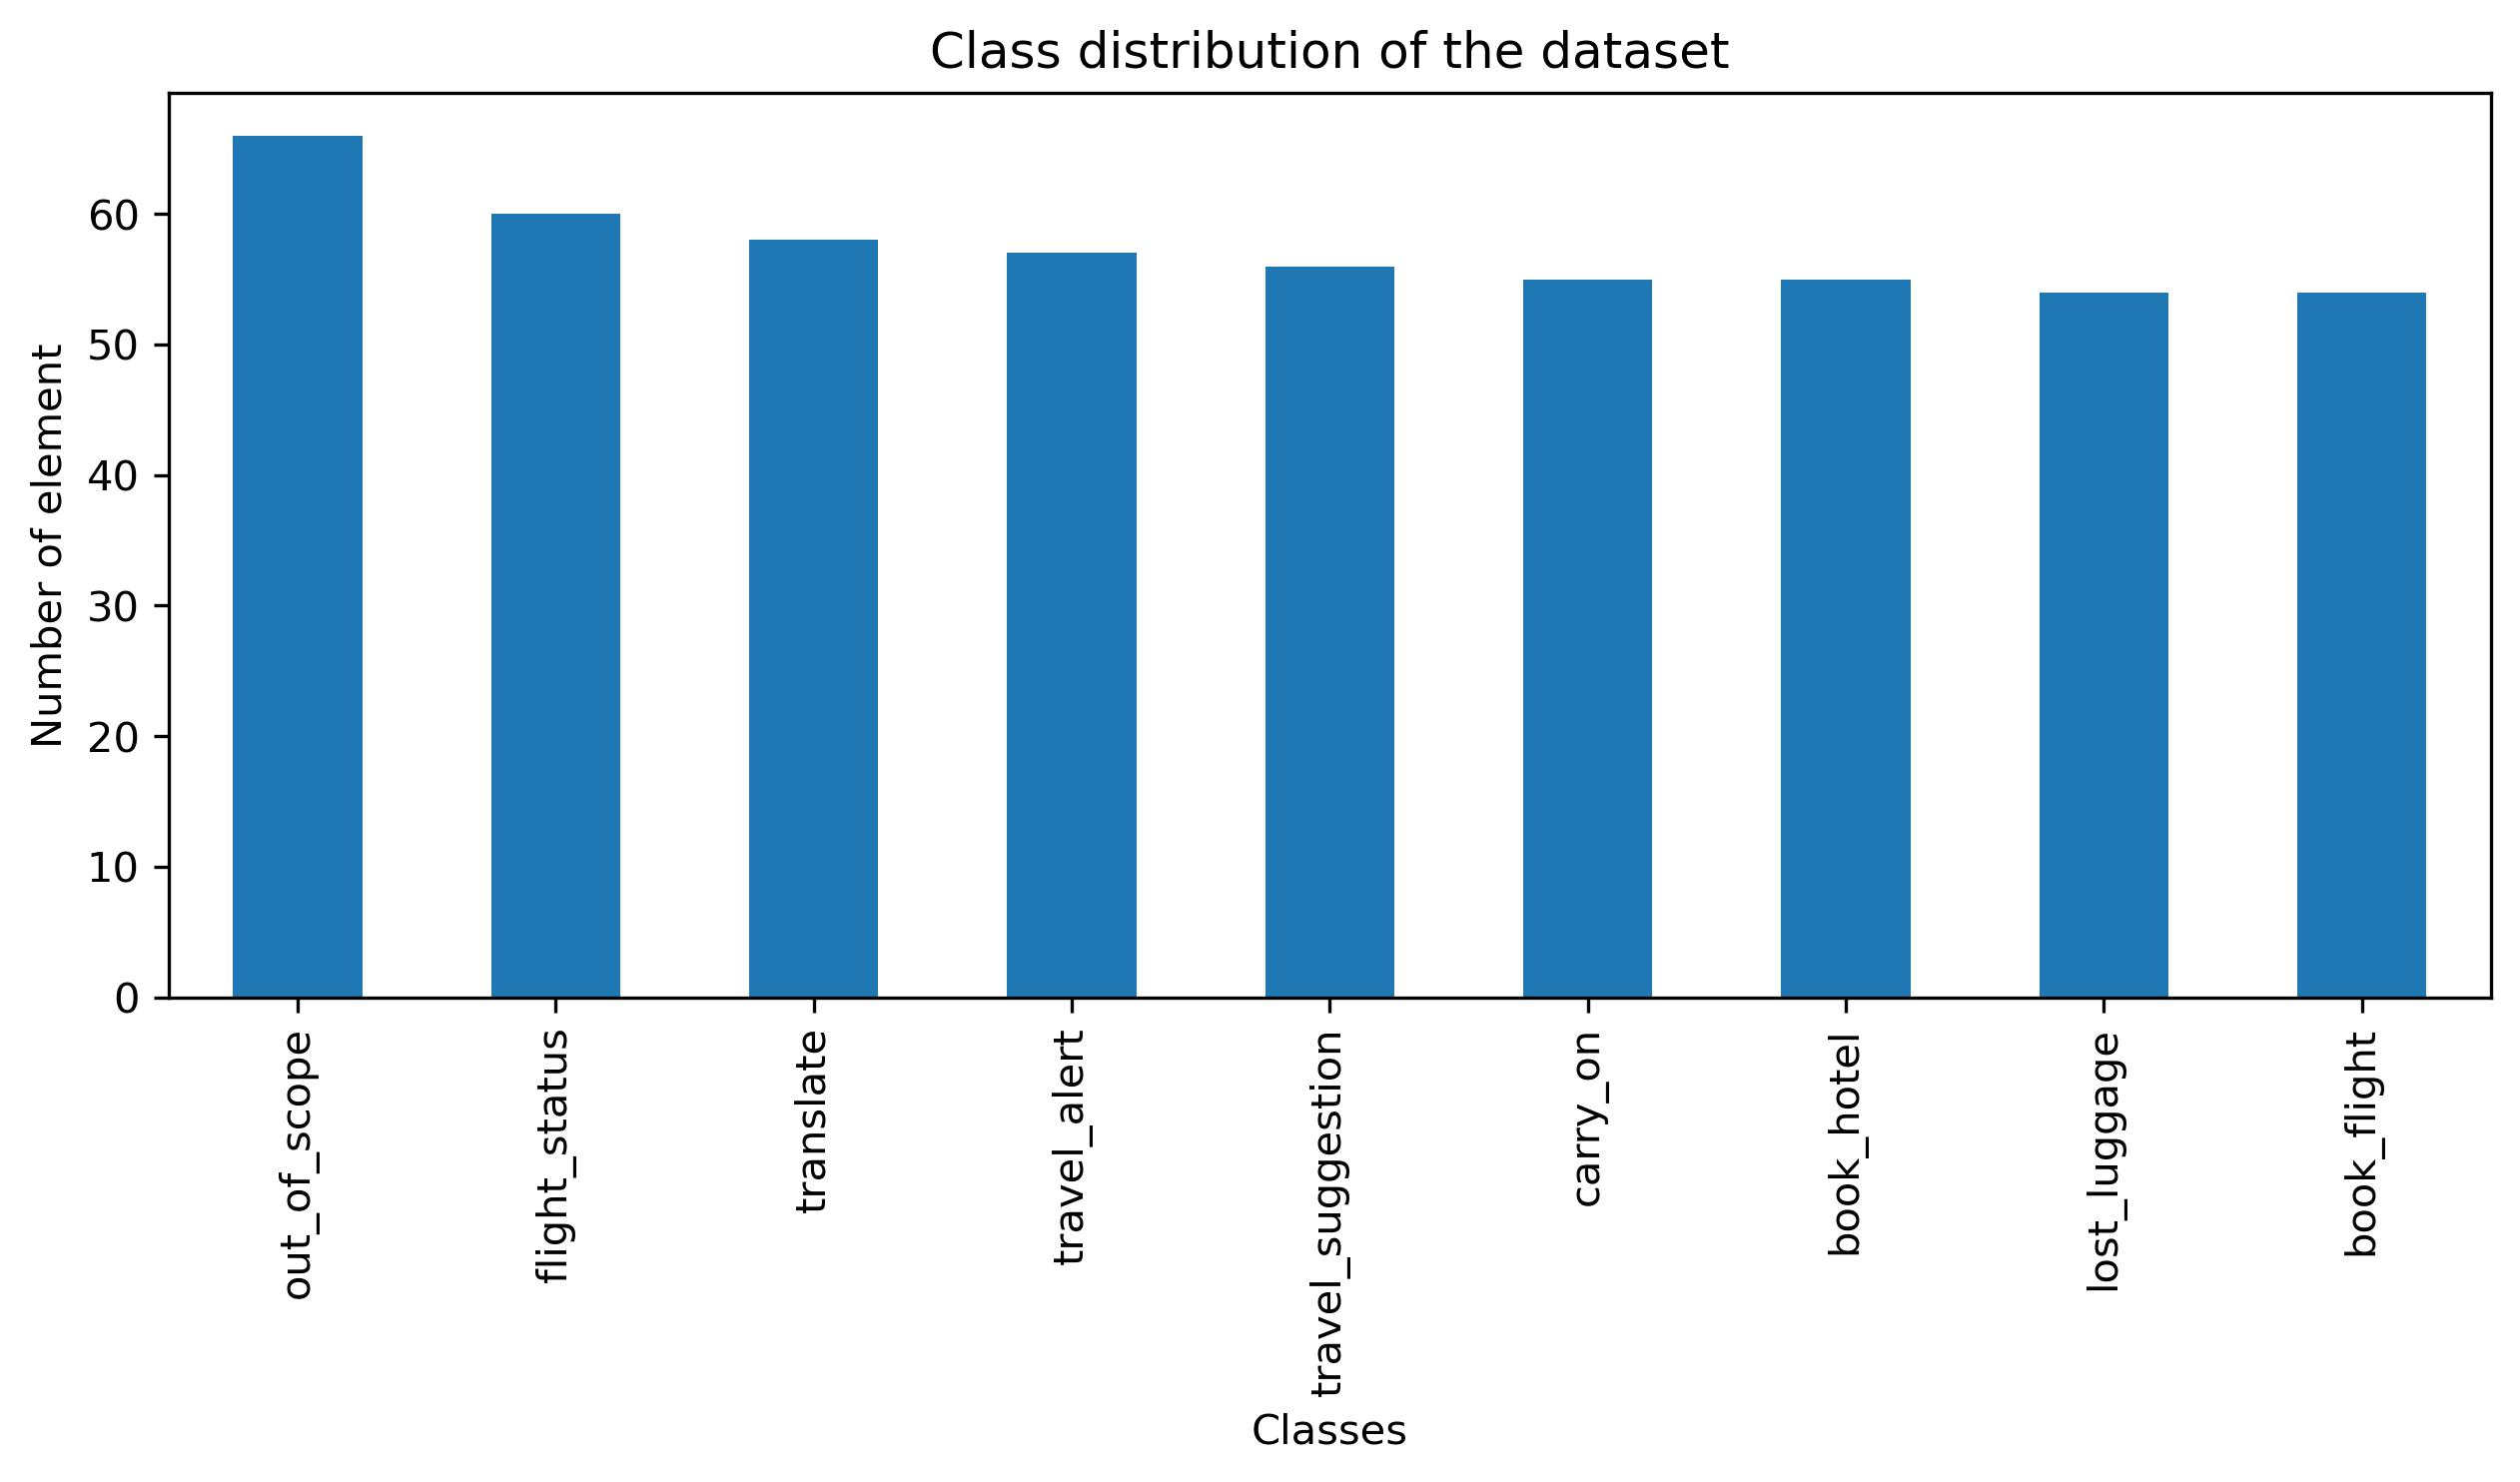 Class distribution of the dataset
Number of element
60
50
40
30
20
10
0
out_of_scope
flight_status
translate
travel_alert
travel_suggestion
carry_on
book_hotel
lost_luggage
book_flight
Classes